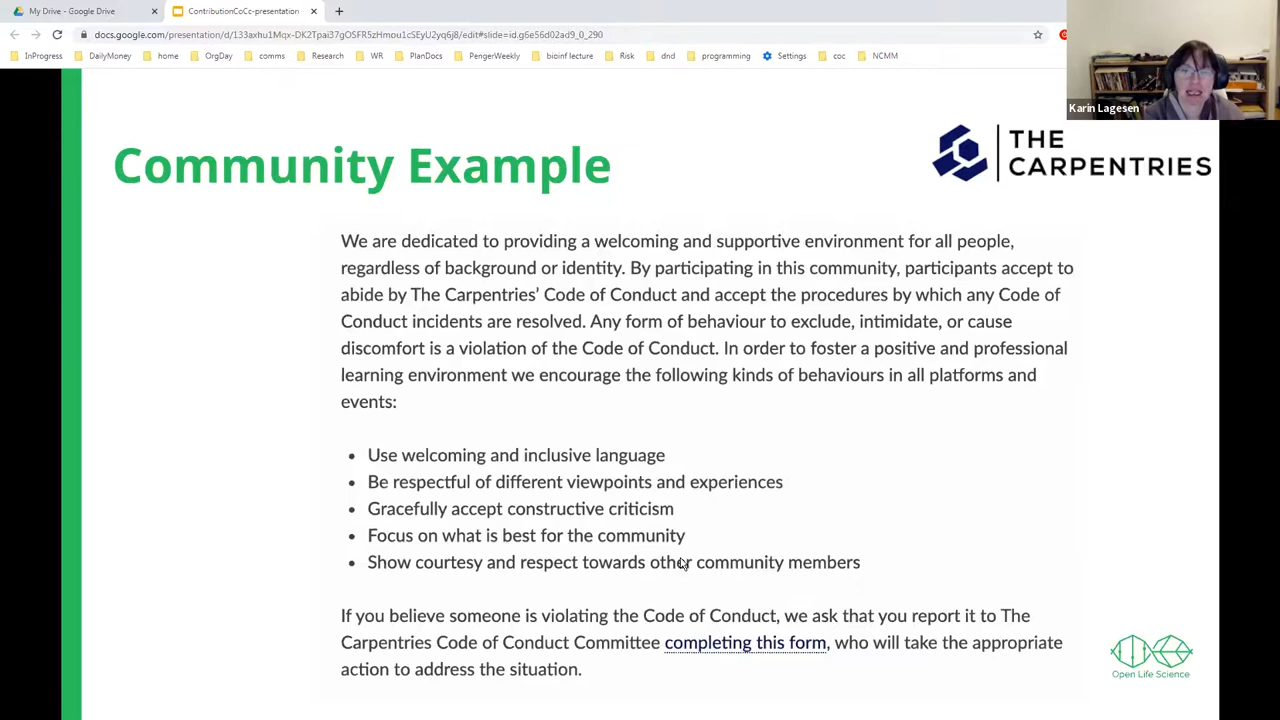 My Drive - Google Drive
ContributionCoCc-presentation
docs.google.com/presentation/d/133axhu1Mqx-DK2Tpai37gOSFR5zHmou1cSEyU2yq6j8/edit#slide=id.g6e56d02ad9_0_290
InProgress DailyMoney home OrgDay comms Research WR PlanDocs PengerWeekly bioinf lecture Risk dnd programming Settings coc NCMM
Karin Lagesen
Community Example
THE
CARPENTRIES
We are dedicated to providing a welcoming and supportive environment for all people,
regardless of background or identity. By participating in this community, participants accept to
abide by The Carpentries’ Code of Conduct and accept the procedures by which any Code of
Conduct incidents are resolved. Any form of behaviour to exclude, intimidate, or cause
discomfort is a violation of the Code of Conduct. In order to foster a positive and professional
learning environment we encourage the following kinds of behaviours in all platforms and
events:
• Use welcoming and inclusive language
• Be respectful of different viewpoints and experiences
• Gracefully accept constructive criticism
• Focus on what is best for the community
• Show courtesy and respect towards other community members
If you believe someone is violating the Code of Conduct, we ask that you report it to The
Carpentries Code of Conduct Committee completing this form, who will take the appropriate
action to address the situation.
Open Life Science